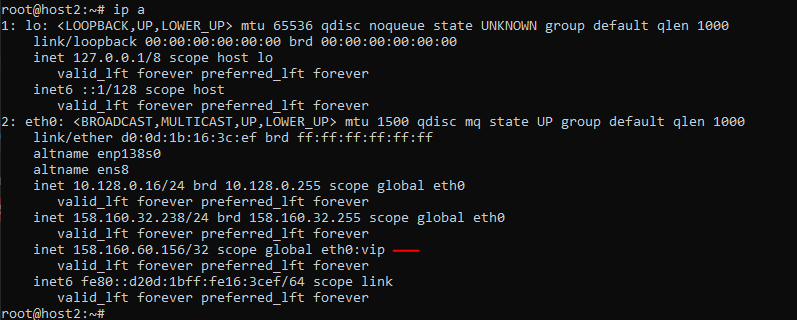 root@host2:~# ip a
1: lo: <LOOPBACK,UP,LOWER_UP> mtu 65536 qdisc noqueue state UNKNOWN group default qlen 1000
    link/loopback 00:00:00:00:00:00 brd 00:00:00:00:00:00
    inet 127.0.0.1/8 scope host lo
       valid_lft forever preferred_lft forever
    inet6 ::1/128 scope host
       valid_lft forever preferred_lft forever
2: eth0: <BROADCAST,MULTICAST,UP,LOWER_UP> mtu 1500 qdisc mq state UP group default qlen 1000
    link/ether d0:0d:1b:16:3c:ef brd ff:ff:ff:ff:ff:ff
    altname enp138s0
    altname ens8
    inet 10.128.0.16/24 brd 10.128.0.255 scope global eth0
       valid_lft forever preferred_lft forever
    inet 158.160.32.238/24 brd 158.160.32.255 scope global eth0
       valid_lft forever preferred_lft forever
    inet 158.160.60.156/32 scope global eth0:vip
       valid_lft forever preferred_lft forever
    inet6 fe80::d20d:1bff:fe16:3cef/64 scope link
       valid_lft forever preferred_lft forever
root@host2:~#